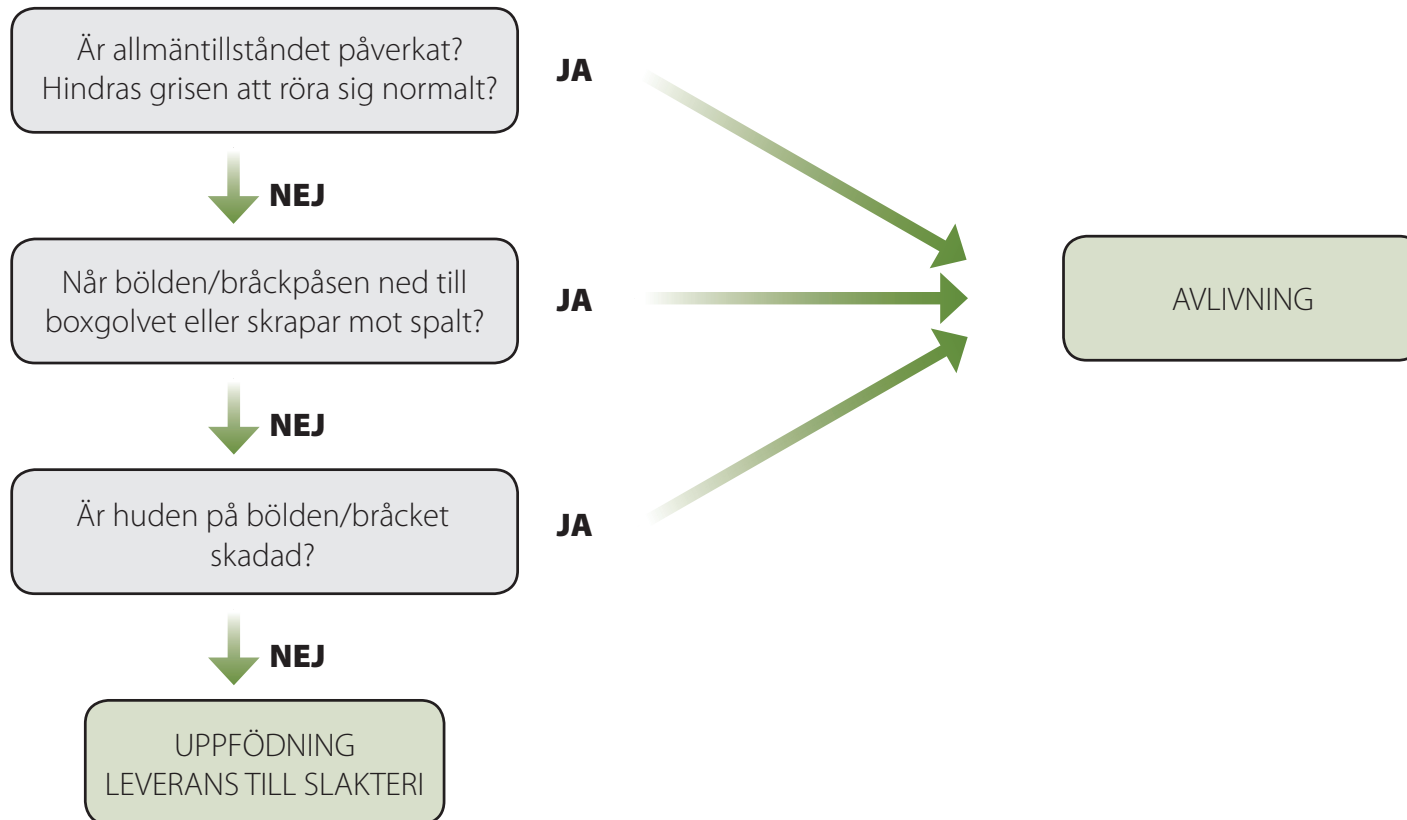 Är allmäntillståndet påverkat?
Hindras grisen att röra sig normalt?
JA
NEJ
Når bölden/bråckpåsen ned till
boxgolvet eller skrapar mot spalt?
JA
AVLIVNING
NEJ
Är huden på bölden/bråcket
skadad?
JA
NEJ
UPPFÖDNING
LEVERANS TILL SLAKTERI